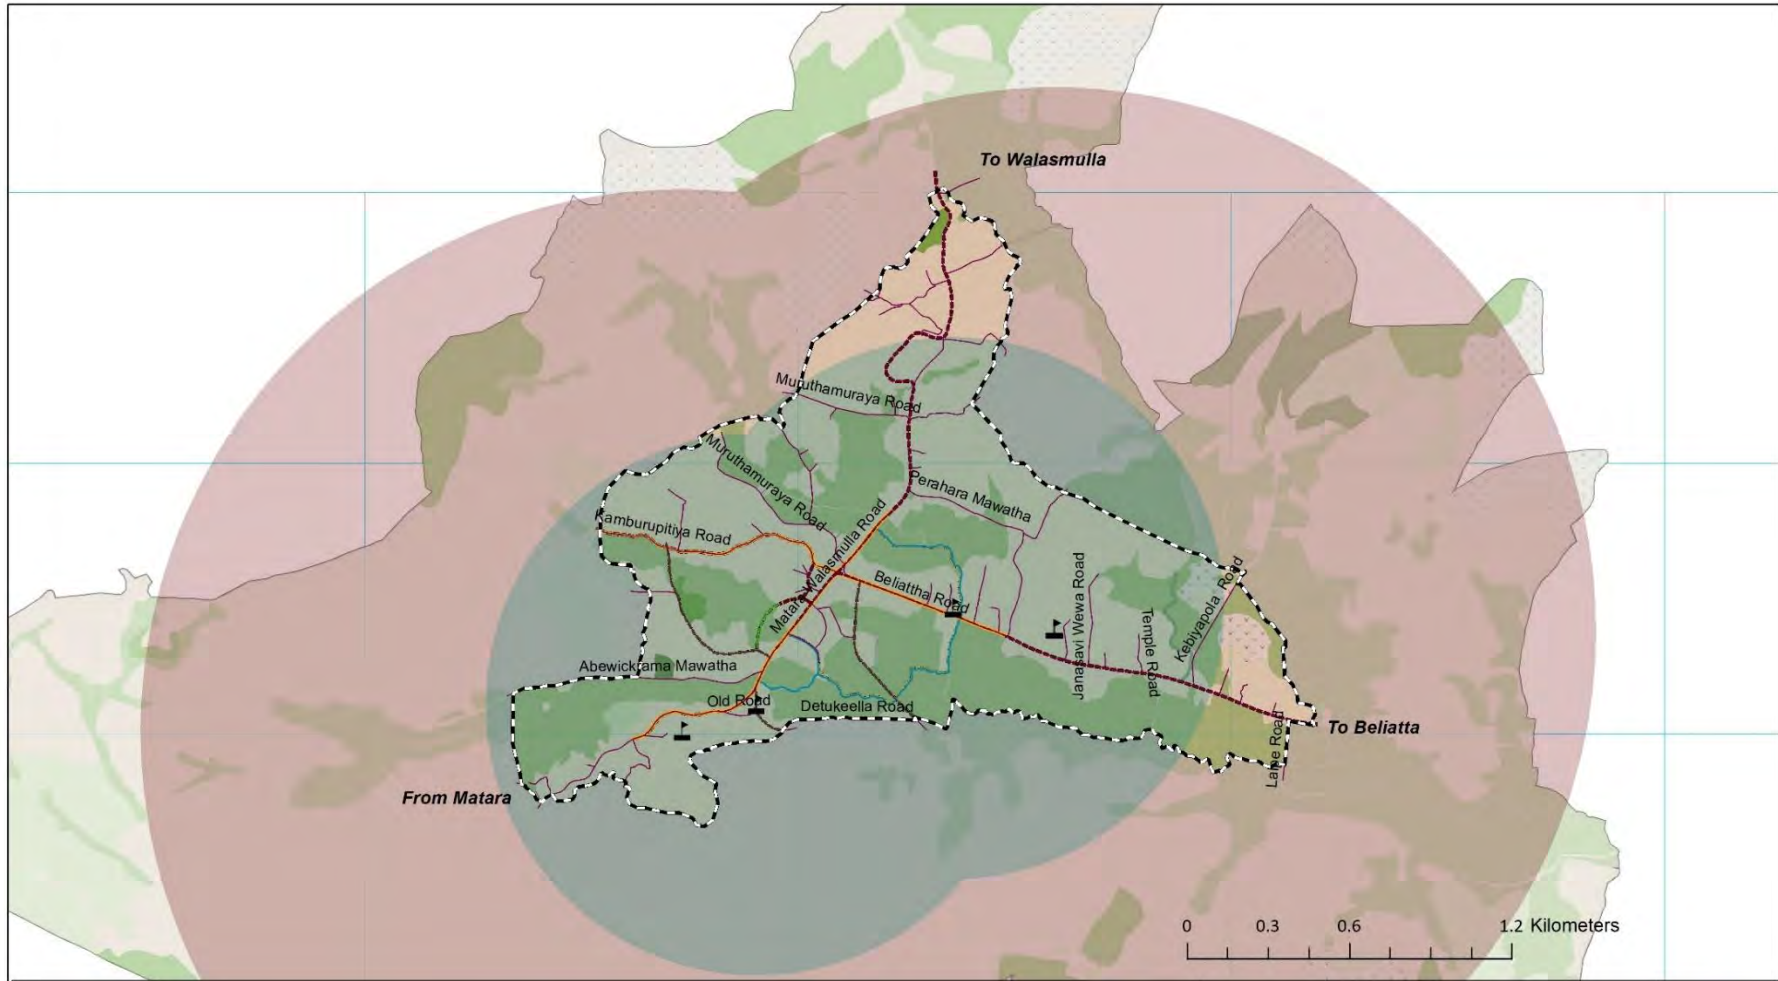 To Walasmulla
Muruthamuraya Road
Muruthamuraya Road
Perahara Mawatha
Kamburupitiya Road
Matara Walasmulla Road
Beliattha Road
Janasavi Wewa Road
Temple Road
Kebiyapola Road
Abewickrama Mawatha
Old Road
Detukeella Road
To Beliatta
From Matara
0 0.3 0.6 1.2 Kilometers